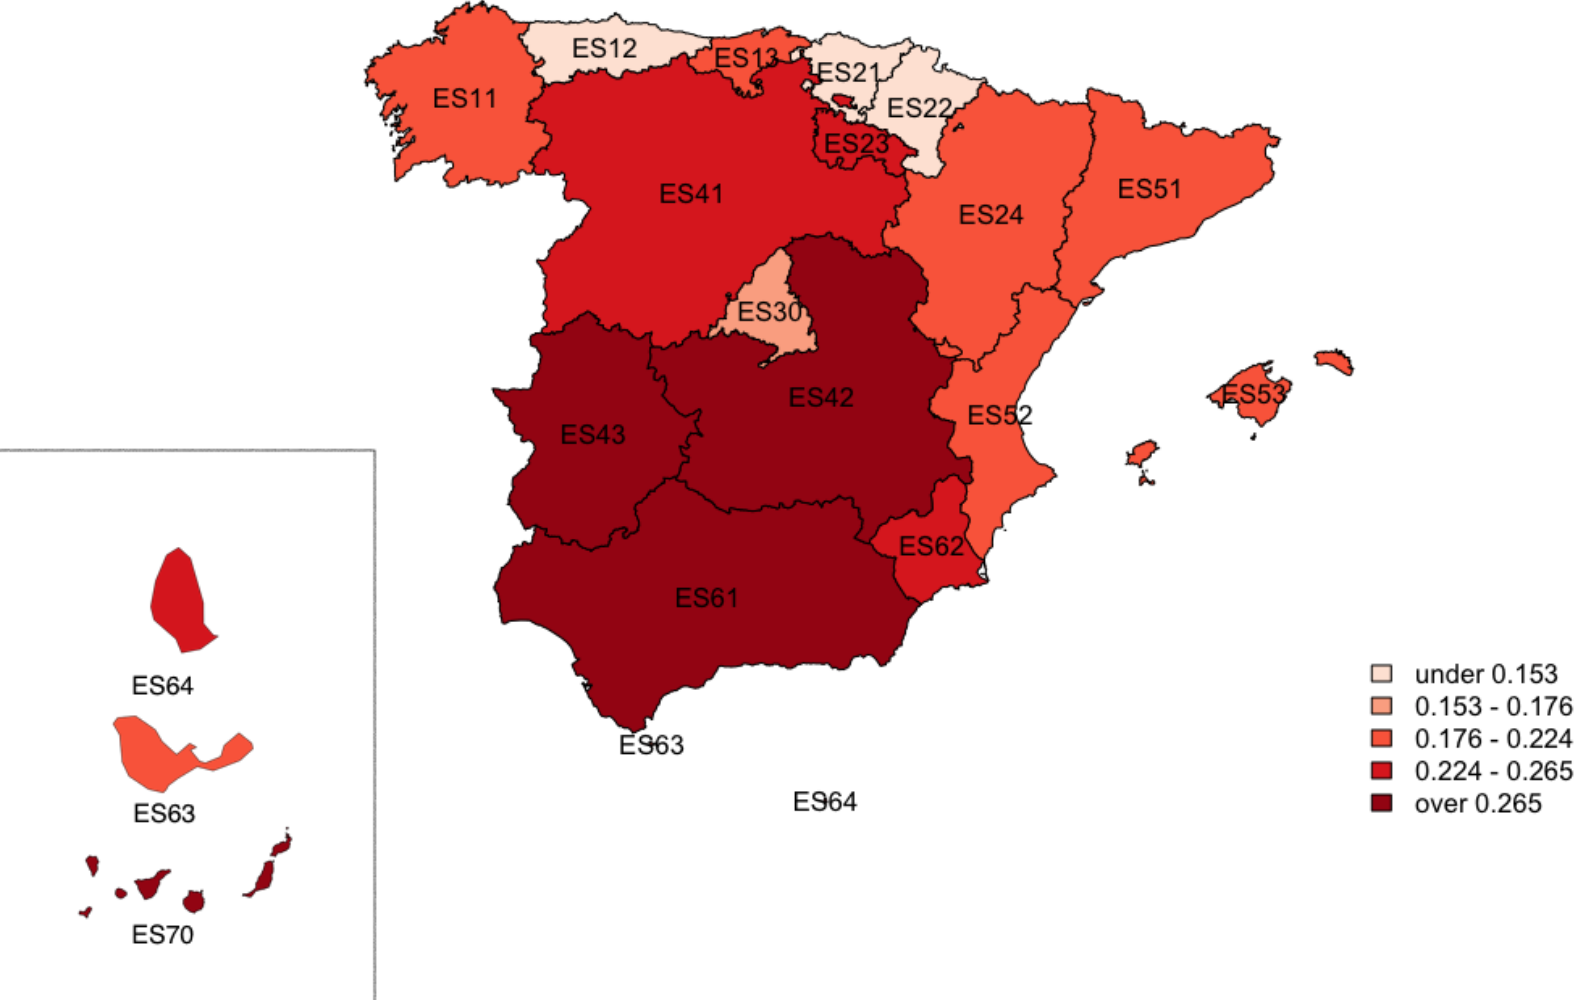 ES12
ES13
ES21
ES11
ES22
ES23
ES41
ES51
ES24
ES30
ES42
ES53
ES52
ES43
ES62
ES61
ES63
ES64
ES64
ES63
ES70
under 0.153
0.153 - 0.176
0.176 - 0.224
0.224 - 0.265
over 0.265